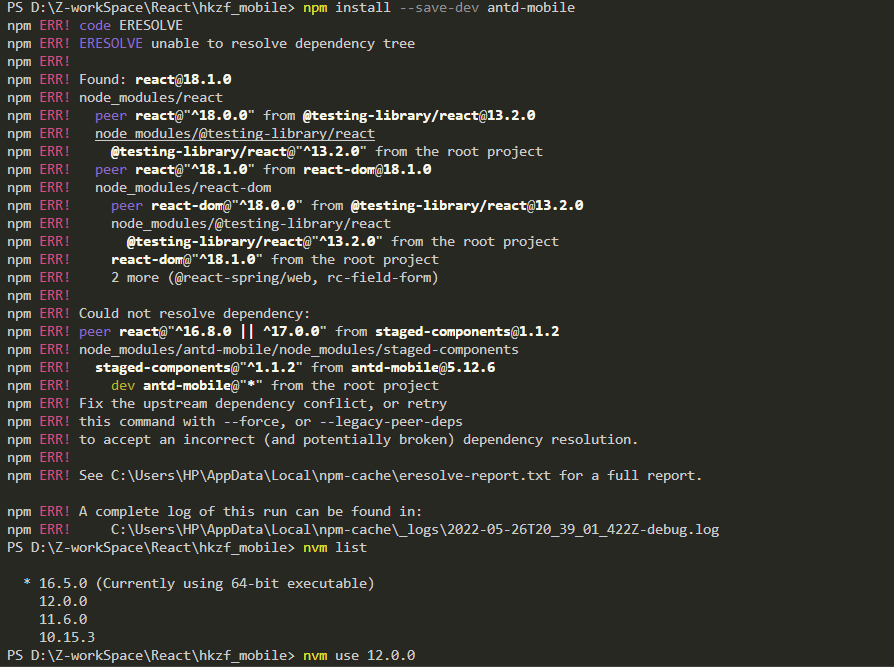 PS D:\Z-workSpace\React\hkzf_mobile> npm install --save-dev antd-mobile
npm ERR! code ERESOLVE
npm ERR! ERESOLVE unable to resolve dependency tree
npm ERR!
npm ERR! Found: react@18.1.0
npm ERR! node_modules/react
npm ERR!   peer react@"^18.0.0" from @testing-library/react@13.2.0
npm ERR!   node_modules/@testing-library/react
npm ERR!     @testing-library/react@"^13.2.0" from the root project
npm ERR!   peer react@"^18.1.0" from react-dom@18.1.0
npm ERR!   node_modules/react-dom
npm ERR!     peer react-dom@"^18.0.0" from @testing-library/react@13.2.0
npm ERR!     node_modules/@testing-library/react
npm ERR!       @testing-library/react@"^13.2.0" from the root project
npm ERR!     react-dom@"^18.1.0" from the root project
npm ERR!     2 more (@react-spring/web, rc-field-form)
npm ERR!
npm ERR! Could not resolve dependency:
npm ERR! peer react@"^16.8.0 || ^17.0.0" from staged-components@1.1.2
npm ERR! node_modules/antd-mobile/node_modules/staged-components
npm ERR!   staged-components@"^1.1.2" from antd-mobile@5.12.6
npm ERR!     dev antd-mobile@"*" from the root project
npm ERR! Fix the upstream dependency conflict, or retry
npm ERR! this command with --force, or --legacy-peer-deps
npm ERR! to accept an incorrect (and potentially broken) dependency resolution.
npm ERR!
npm ERR! See C:\Users\HP\AppData\Local\npm-cache\eresolve-report.txt for a full report.
npm ERR! A complete log of this run can be found in:
npm ERR!     C:\Users\HP\AppData\Local\npm-cache\_logs\2022-05-26T20_39_01_422Z-debug.log
PS D:\Z-workSpace\React\hkzf_mobile> nvm list
  * 16.5.0 (Currently using 64-bit executable)
    12.0.0
    11.6.0
    10.15.3
PS D:\Z-workSpace\React\hkzf_mobile> nvm use 12.0.0